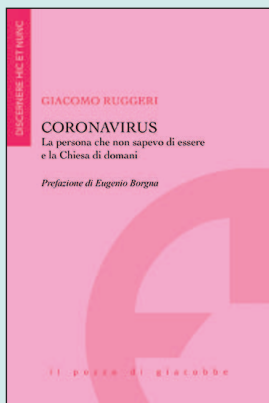 DISCERNERE HIC ET NUNC
GIACOMO RUGGERI
CORONAVIRUS
La persona che non sapevo di essere
e la Chiesa di domani
Prefazione di Eugenio Borgna
il pozzo di giacobbe